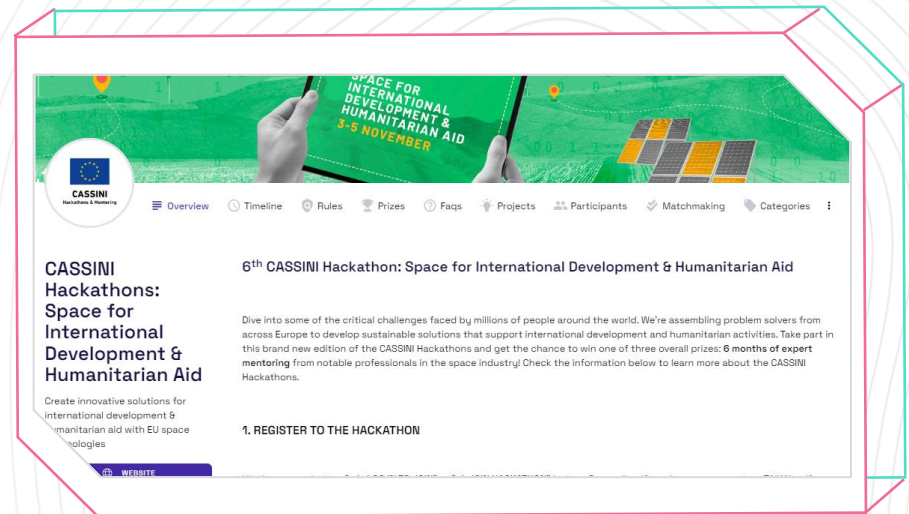 SPACE FOR
INTERNATIONAL
DEVELOPMENT &
HUMANITARIAN AID
3-5 NOVEMBER
CASSINI
Hackathons & Mentoring
Overview Timeline Rules Prizes Faqs Projects Participants Matchmaking Categories
CASSINI
Hackathons:
Space for
International
Development &
Humanitarian Aid
Create innovative solutions for
international development &
humanitarian aid with EU space
WEBSITE
6th CASSINI Hackathon: Space for International Development & Humanitarian Aid
Dive into some of the critical challenges faced by millions of people around the world. We're assembling problem solvers from
across Europe to develop sustainable solutions that support international development and humanitarian activities. Take part in
this brand new edition of the CASSINI Hackathons and get the chance to win one of three overall prizes: 6 months of expert
mentoring from notable professionals in the space industry! Check the information below to learn more about the CASSINI
Hackathons.
1. REGISTER TO THE HACKATHON